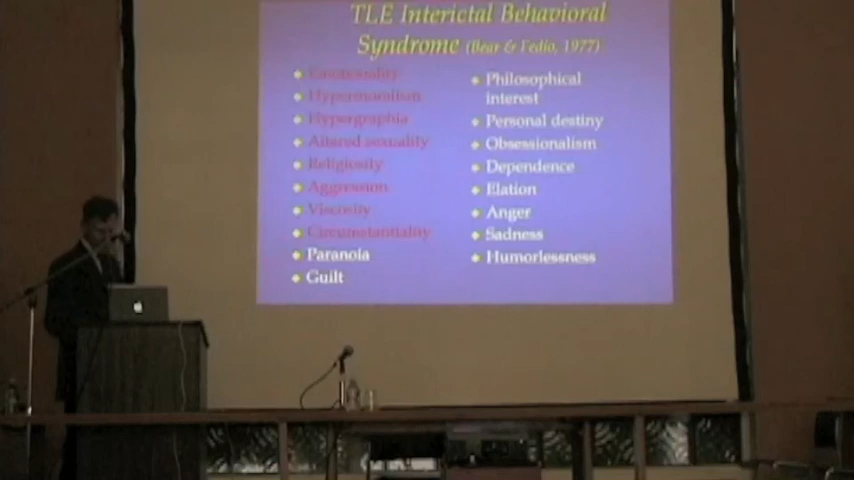 TLE Interictal Behavioral
Syndrome (Bear & Fedio, 1977)
Emotionality
Hypermoralism
Hypergraphia
Altered sexuality
Religiosity
Aggression
Viscosity
Circumstantiality
Paranoia
Guilt
Philosophical
interest
Personal destiny
Obsessionalism
Dependence
Elation
Anger
Sadness
Humorlessness